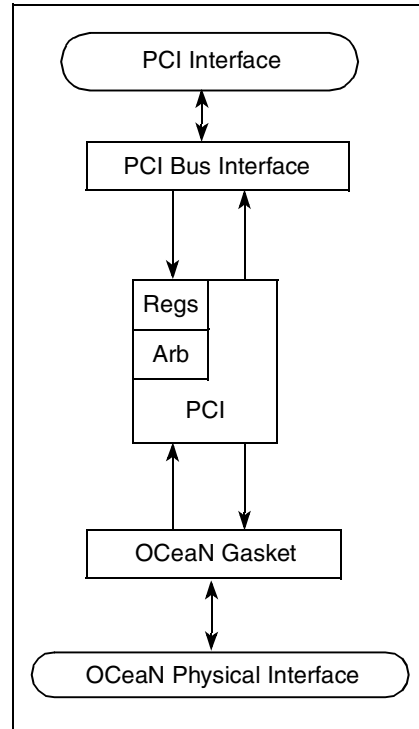 PCI Interface
PCI Bus Interface
Regs
Arb
PCI
OCeaN Gasket
OCeaN Physical Interface